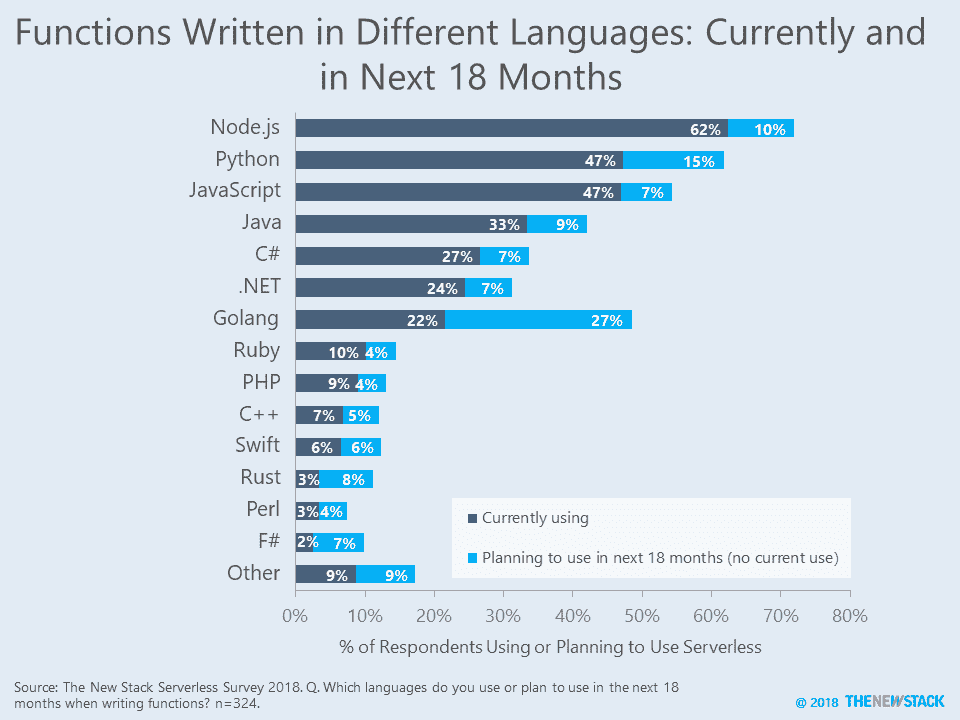 Functions Written in Different Languages: Currently and
in Next 18 Months
Node.js 62% 10%
Python 47% 15%
JavaScript 47% 7%
Java 33% 9%
C# 27% 7%
.NET 24% 7%
Golang 22% 27%
Ruby 10% 4%
PHP 9% 4%
C++ 7% 5%
Swift 6% 6%
Rust 3% 8%
Perl 3% 4%
F# 2% 7%
Other 9% 9%
Currently using
Planning to use in next 18 months (no current use)
0% 10% 20% 30% 40% 50% 60% 70% 80%
% of Respondents Using or Planning to Use Serverless
Source: The New Stack Serverless Survey 2018. Q. Which languages do you use or plan to use in the next 18
months when writing functions? n=324.
@ 2018 THENEWSTACK